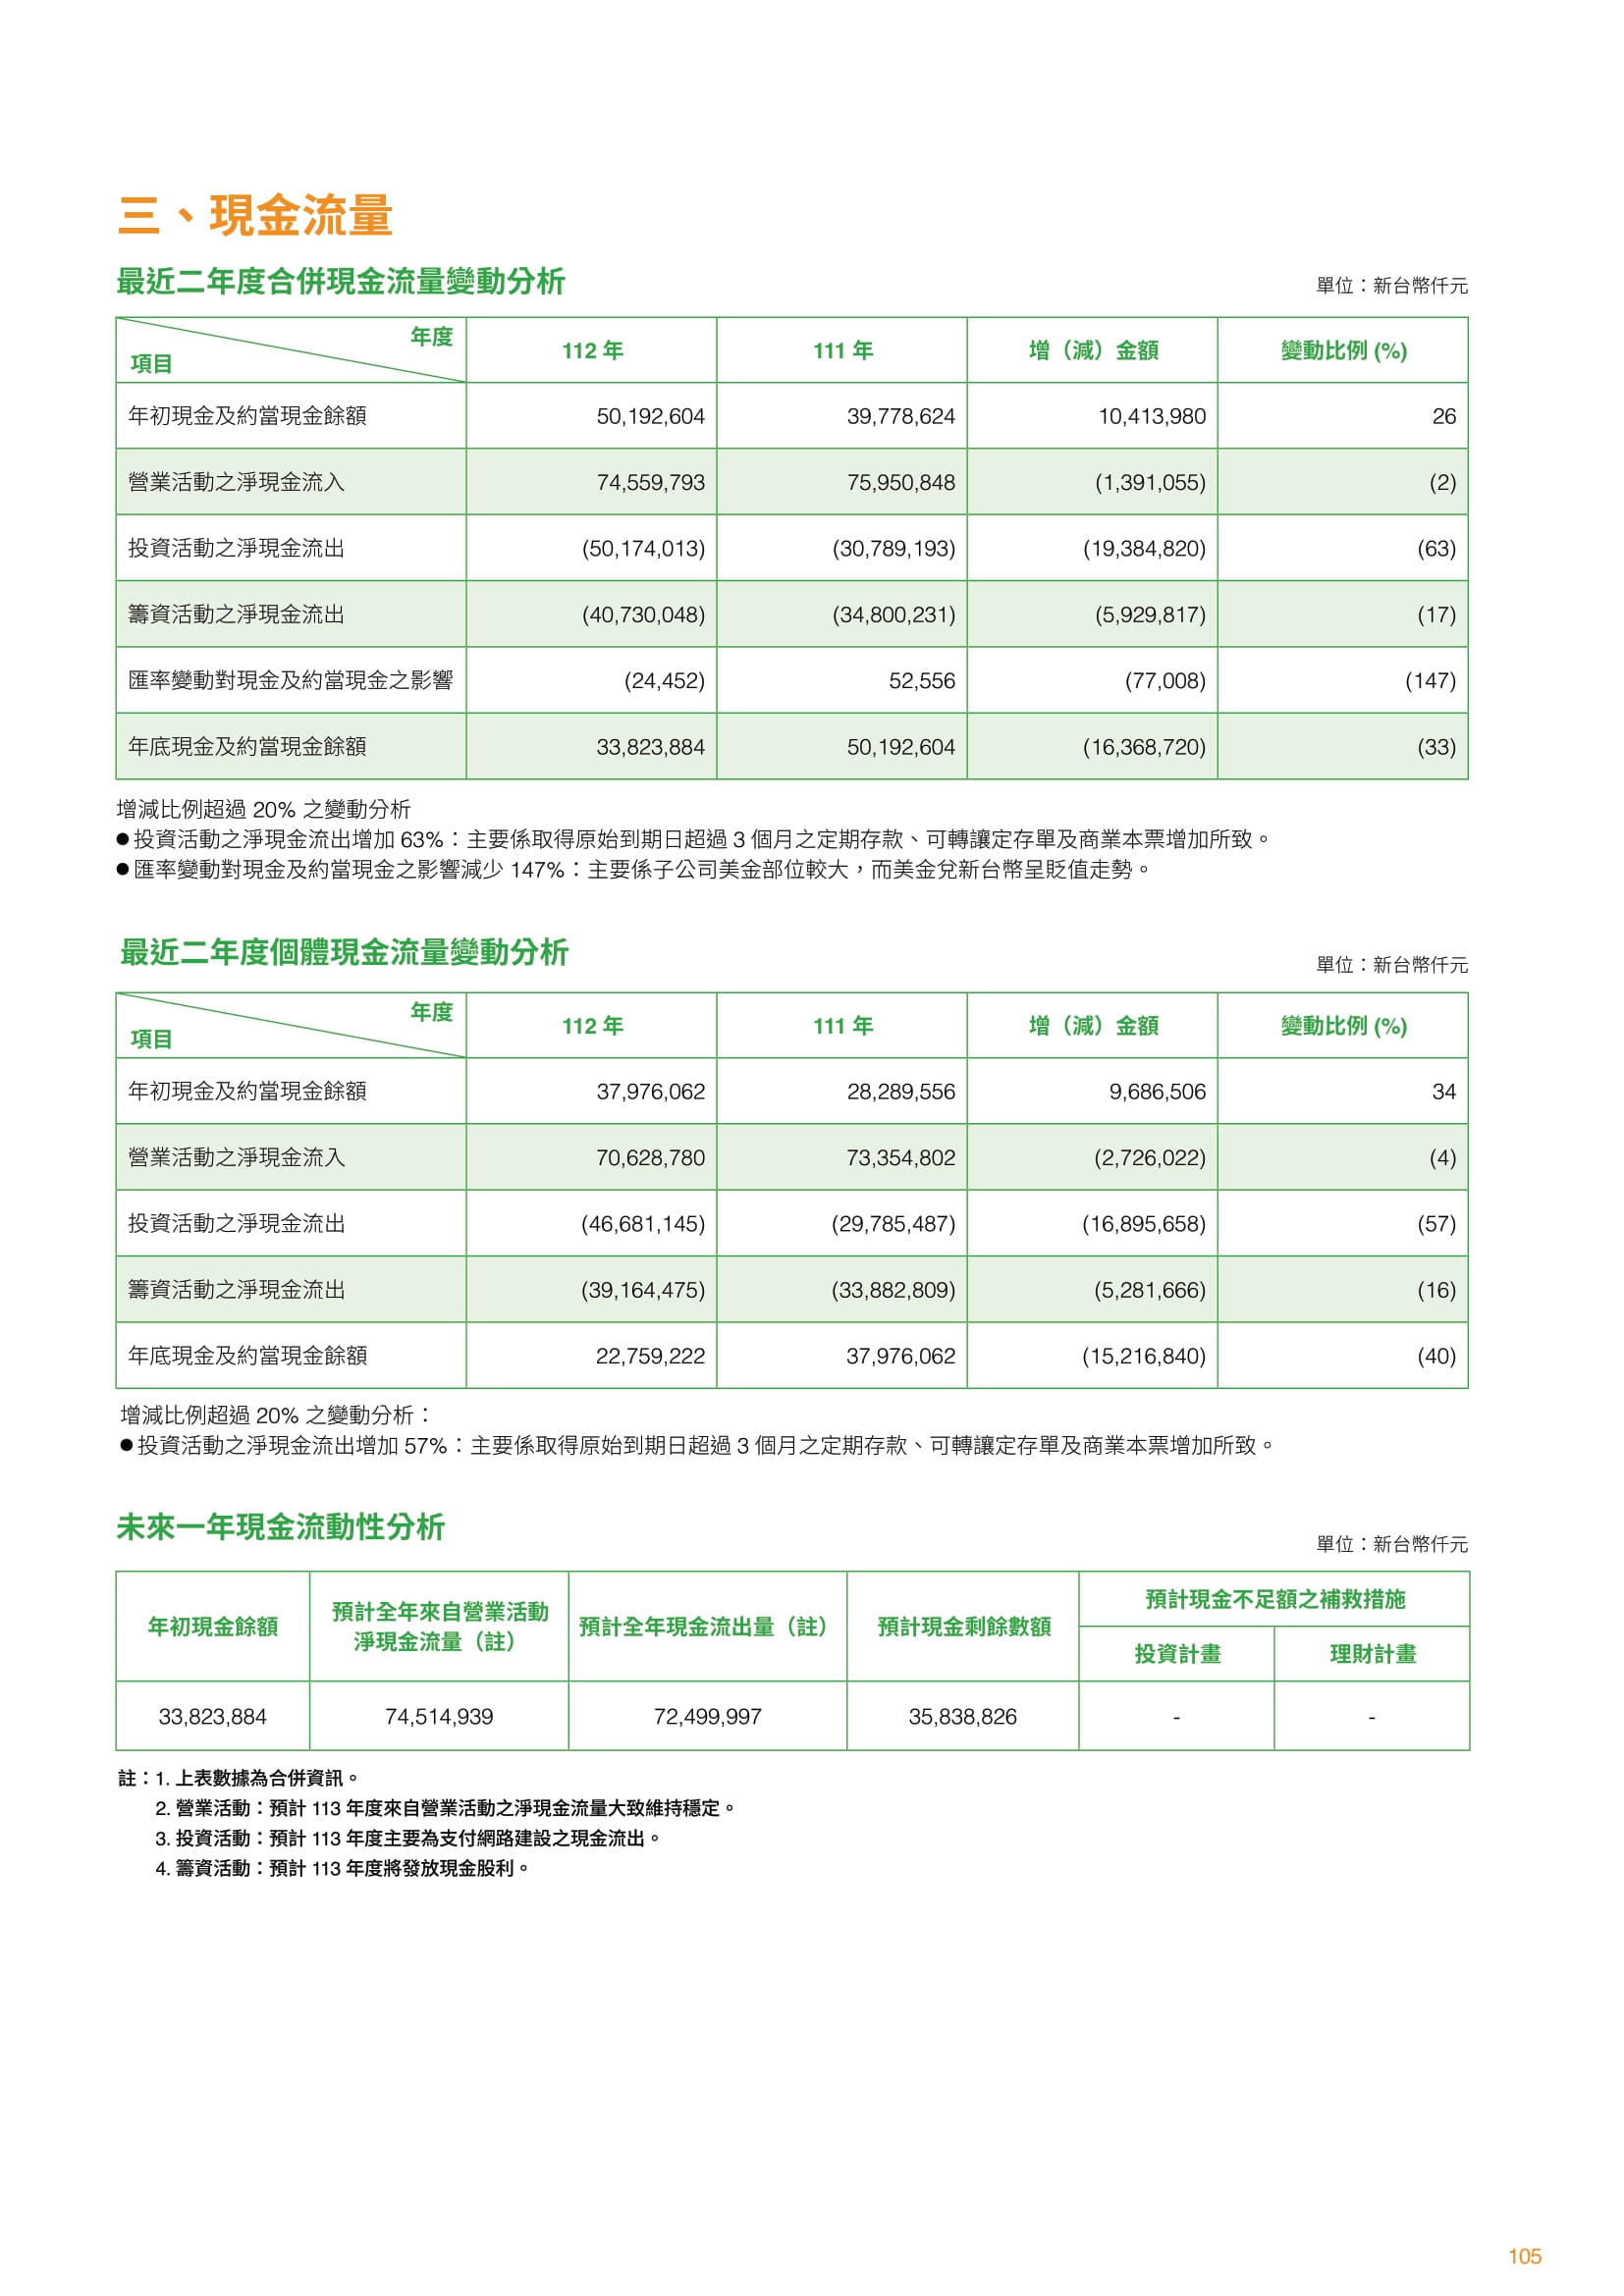 三、現金流量
最近二年度合併現金流量變動分析
單位：新台幣仟元
年度
項目
112 年 111 年 增（減）金額 變動比例 (%)
年初現金及約當現金餘額 50,192,604 39,778,624 10,413,980 26
營業活動之淨現金流入 74,559,793 75,950,848 (1,391,055) (2)
投資活動之淨現金流出 (50,174,013) (30,789,193) (19,384,820) (63)
籌資活動之淨現金流出 (40,730,048) (34,800,231) (5,929,817) (17)
匯率變動對現金及約當現金之影響 (24,452) 52,556 (77,008) (147)
年底現金及約當現金餘額 33,823,884 50,192,604 (16,368,720) (33)
增減比例超過 20% 之變動分析
●投資活動之淨現金流出增加 63%：主要係取得原始到期日超過 3 個月之定期存款、可轉讓定存單及商業本票增加所致。
●匯率變動對現金及約當現金之影響減少 147%：主要係子公司美金部位較大，而美金兌新台幣呈貶值走勢。
最近二年度個體現金流量變動分析
單位：新台幣仟元
年度
項目
112 年 111 年 增（減）金額 變動比例 (%)
年初現金及約當現金餘額 37,976,062 28,289,556 9,686,506 34
營業活動之淨現金流入 70,628,780 73,354,802 (2,726,022) (4)
投資活動之淨現金流出 (46,681,145) (29,785,487) (16,895,658) (57)
籌資活動之淨現金流出 (39,164,475) (33,882,809) (5,281,666) (16)
年底現金及約當現金餘額 22,759,222 37,976,062 (15,216,840) (40)
增減比例超過 20% 之變動分析：
●投資活動之淨現金流出增加 57%：主要係取得原始到期日超過 3 個月之定期存款、可轉讓定存單及商業本票增加所致。
未來一年現金流動性分析
單位：新台幣仟元
年初現金餘額
預計全年來自營業活動
淨現金流量（註）
預計全年現金流出量（註）
預計現金剩餘數額
預計現金不足額之補救措施
投資計畫 理財計畫
33,823,884 74,514,939 72,499,997 35,838,826 - -
註：1. 上表數據為合併資訊。
2. 營業活動：預計 113 年度來自營業活動之淨現金流量大致維持穩定。
3. 投資活動：預計 113 年度主要為支付網路建設之現金流出。
4. 籌資活動：預計 113 年度將發放現金股利。
105